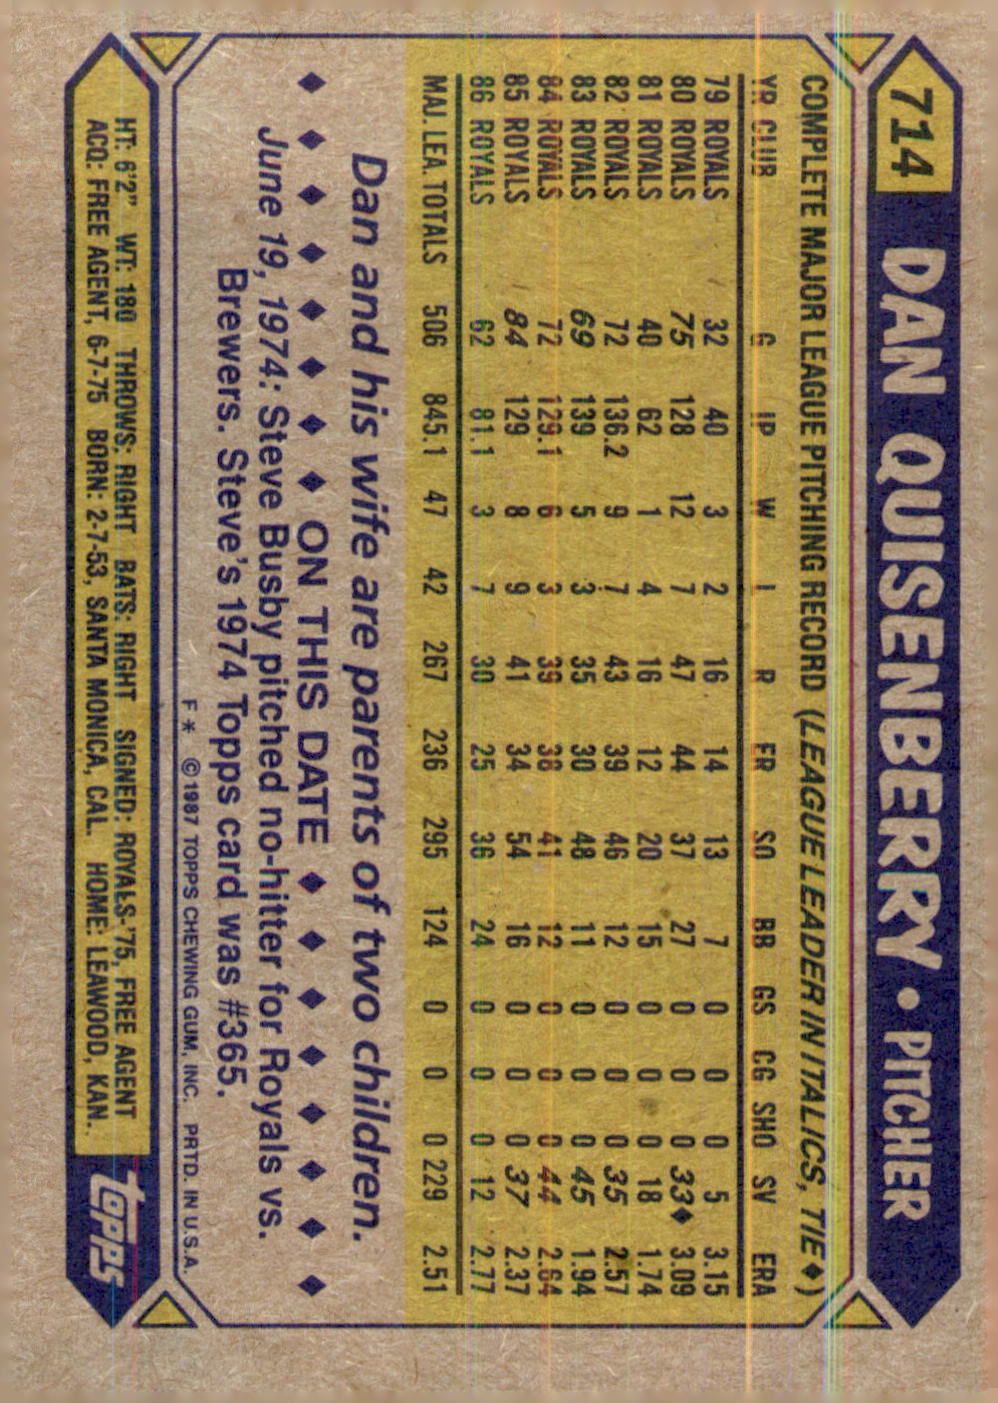 714 DAN QUISENBERRY • PITCHER
COMPLETE MAJOR LEAGUE PITCHING RECORD (LEAGUE LEADER IN ITALICS, TIE ♦)
YR CLUB G IP W L R ER SO BB GS CG SHO SV ERA
79 ROYALS 32 40 3 2 16 14 13 7 0 0 0 5 3.15
80 ROYALS 75 128 12 7 47 44 37 27 0 0 0 33♦ 3.09
81 ROYALS 40 62 1 4 16 12 20 15 0 0 0 18 1.74
82 ROYALS 72 136.2 9 7 43 39 46 12 0 0 0 35 2.57
83 ROYALS 69 139 5 3 35 30 48 11 0 0 0 45 1.94
84 ROYALS 72 129.1 6 3 39 38 41 12 0 0 0 44 2.64
85 ROYALS 84 129 8 9 41 34 54 16 0 0 0 37 2.37
86 ROYALS 62 81.1 3 7 30 25 36 24 0 0 0 12 2.77
MAJ. LEA. TOTALS 506 845.1 47 42 267 236 295 124 0 0 0 229 2.51
Dan and his wife are parents of two children.
♦ ♦ ♦ ♦ ♦ ♦ ♦ ♦ ON THIS DATE ♦ ♦ ♦ ♦ ♦ ♦ ♦ ♦
June 19, 1974: Steve Busby pitched no-hitter for Royals vs.
Brewers. Steve's 1974 Topps card was #365.
F * © 1987 TOPPS CHEWING GUM, INC. PRTD. IN U.S.A.
HT: 6'2" WT: 180 THROWS: RIGHT BATS: RIGHT SIGNED: ROYALS-'75, FREE AGENT
ACQ: FREE AGENT, 6-7-75 BORN: 2-7-53, SANTA MONICA, CAL. HOME: LEAWOOD, KAN.
topps